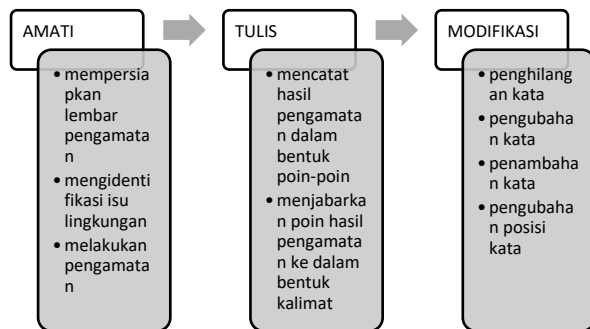 AMATI
• mempersia
pkan
lembar
pengamata
n
• mengidenti
fikasi isu
lingkungan
• melakukan
pengamata
n
TULIS
• mencatat
hasil
pengamata
n dalam
bentuk
poin-poin
• menjabarka
n poin hasil
pengamata
n ke dalam
bentuk
kalimat
MODIFIKASI
• penghilang
an kata
• pengubaha
n kata
• penambaha
n kata
• pengubaha
n posisi
kata